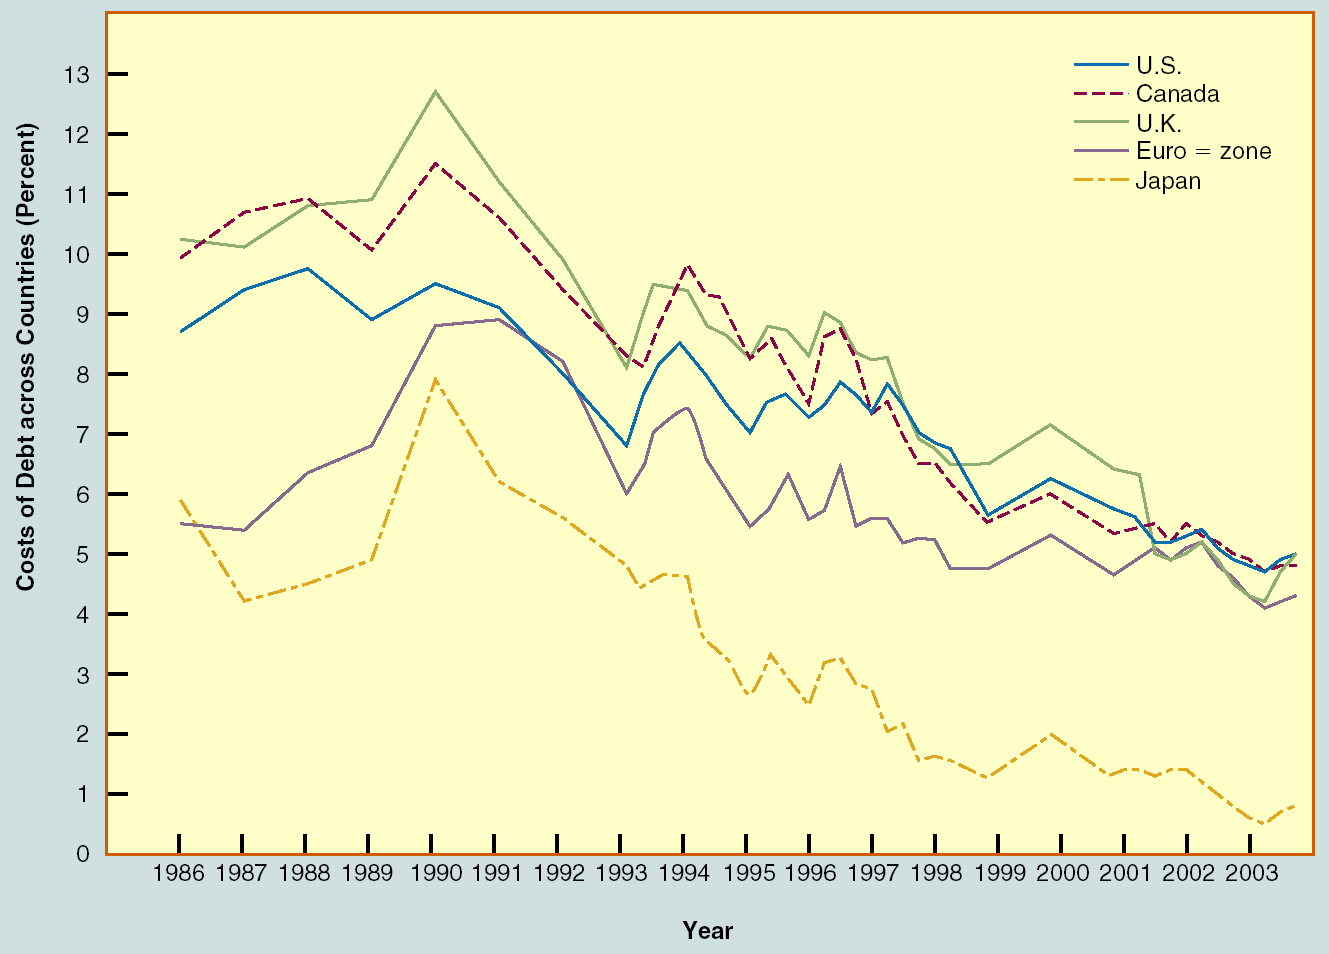 13
12
11
10
9
8
7
6
5
4
3
2
1
0
Costs of Debt across Countries (Percent)
U.S.
Canada
U.K.
Euro = zone
Japan
1986 1987 1988 1989 1990 1991 1992 1993 1994 1995 1996 1997 1998 1999 2000 2001 2002 2003
Year